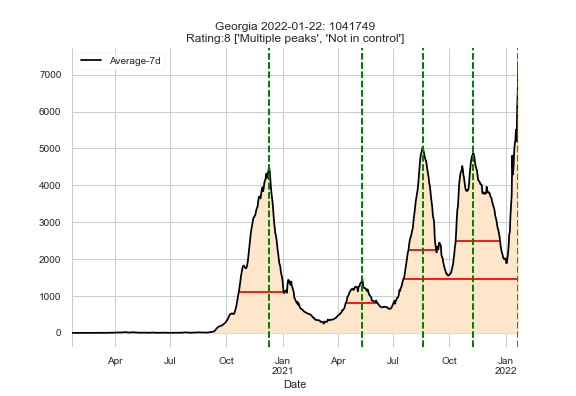 Georgia 2022-01-22: 1041749
Rating:8 ['Multiple peaks', 'Not in control']
Average-7d
7000
6000
5000
4000
3000
2000
1000
0
Apr Jul Oct Jan Apr Jul Oct Jan
2021 2022
Date